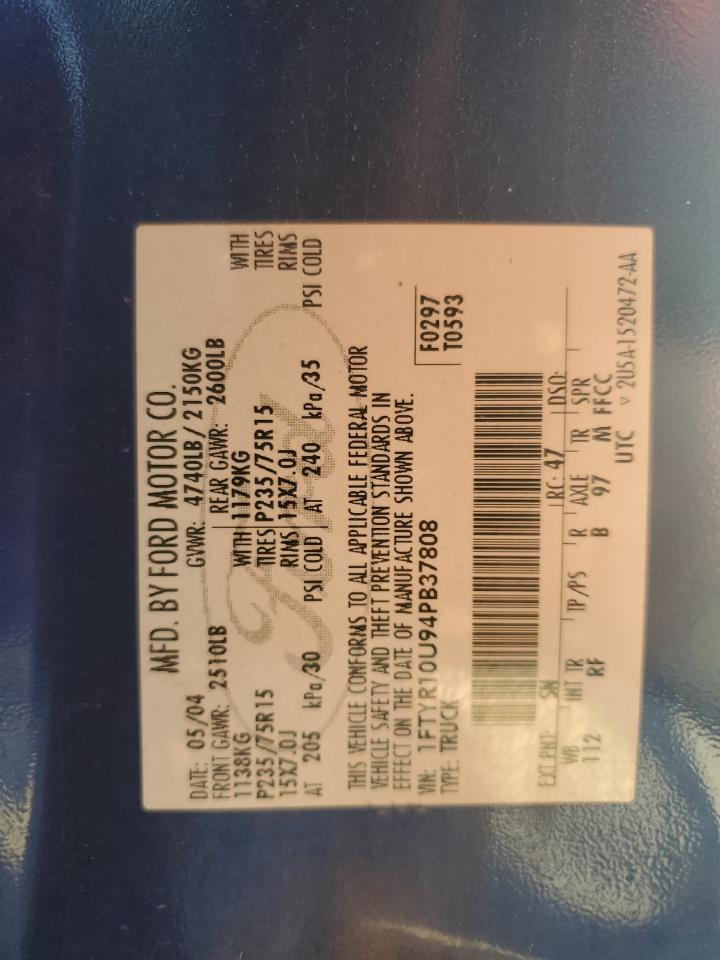 MFD. BY FORD MOTOR CO.
DATE: 05/04 GVWR: 4740LB / 2150KG
FRONT GAWR: 2510LB REAR GAWR: 2600LB
1138KG WITH 1179KG WITH
P235/75R15 TIRES P235/75R15 TIRES
15X7.0J RIMS 15X7.0J RIMS
AT 205 kPa/30 PSI COLD AT 240 kPa/35 PSI COLD
THIS VEHICLE CONFORMS TO ALL APPLICABLE FEDERAL MOTOR
VEHICLE SAFETY AND THEFT PREVENTION STANDARDS IN
EFFECT ON THE DATE OF MANUFACTURE SHOWN ABOVE.
VIN: 1FTYR10U94PB37808 F0297
TYPE: TRUCK T0593
EXT PNT: SN RC: 47 DSO:
WB INT TR TP/PS R AXLE TR SPR
112 RF B 97 M FFCC
UTC ▽ 2U5A-1520472-AA
Ford